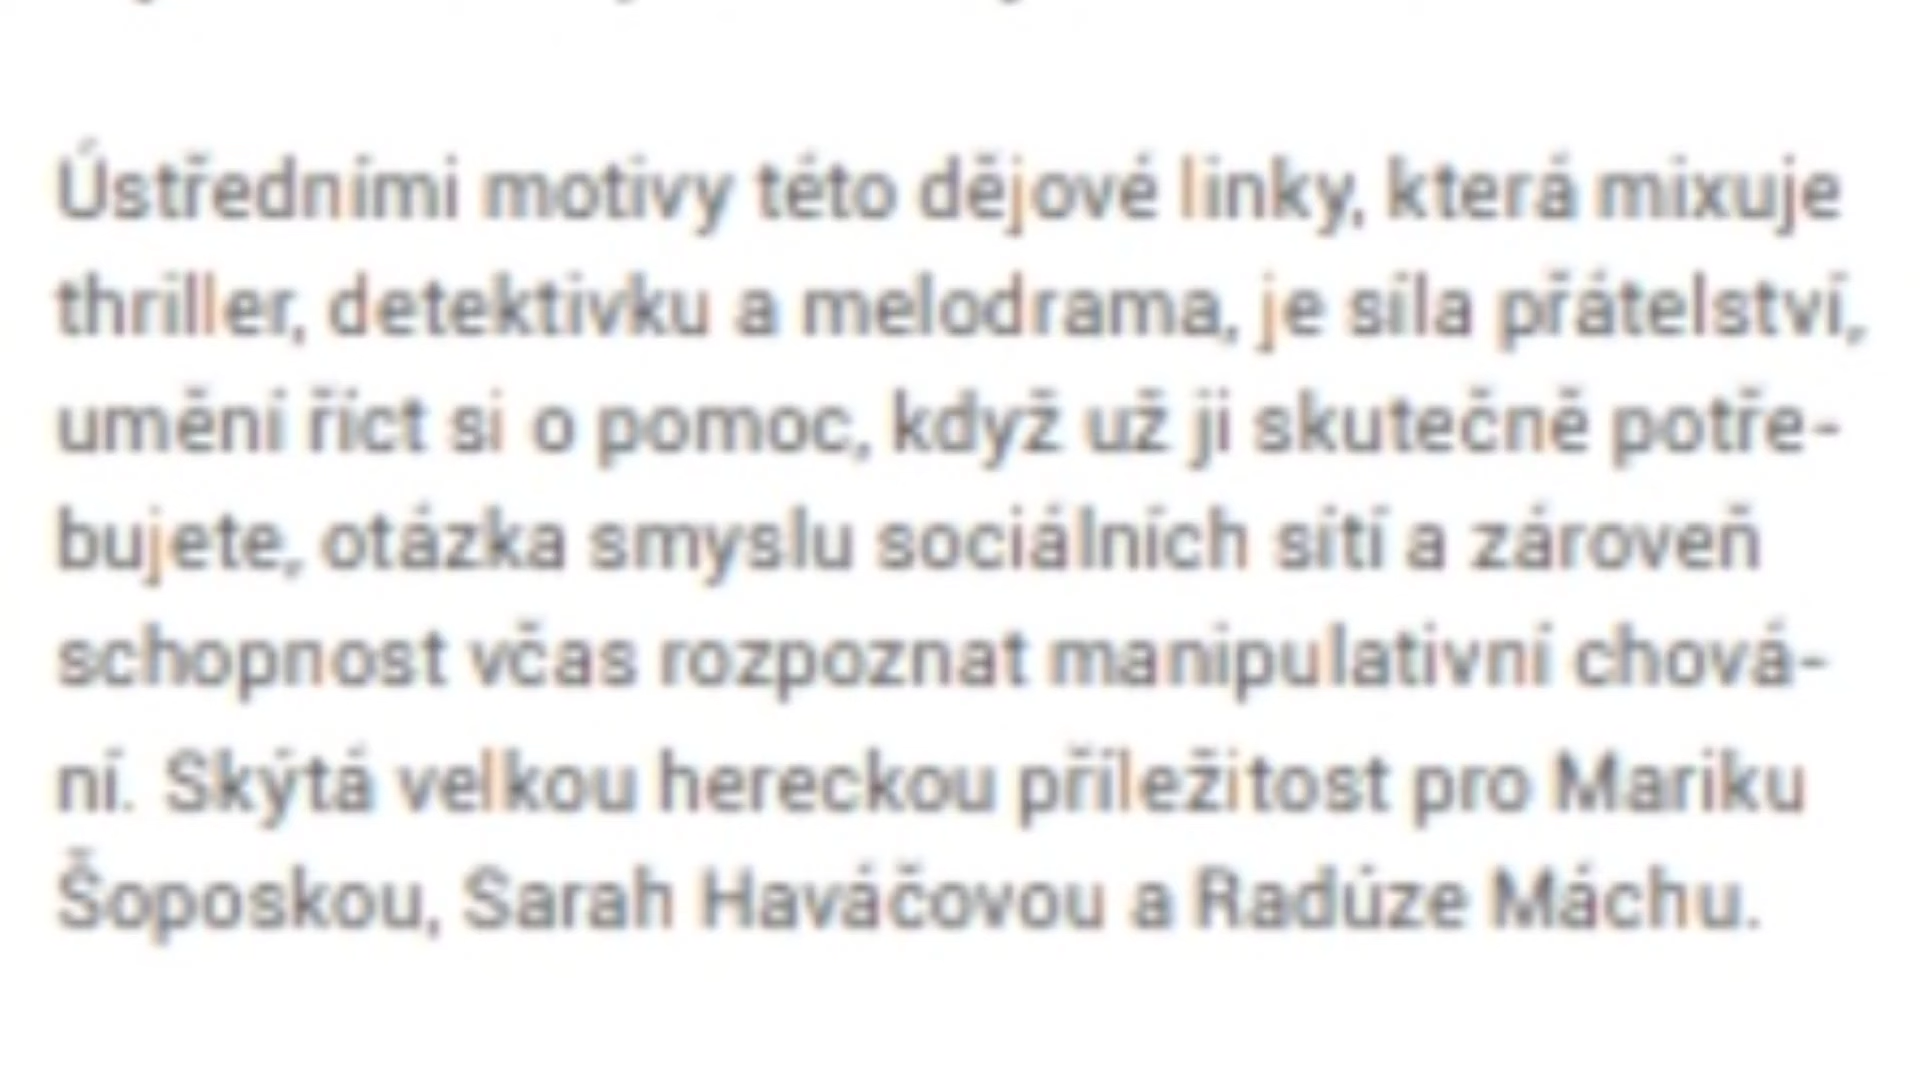 Ústředními motivy této dějové linky, která mixuje
thriller, detektivku a melodrama, je síla přátelství,
umění říct si o pomoc, když už ji skutečně potře-
bujete, otázka smyslu sociálních sítí a zároveň
schopnost včas rozpoznat manipulativní chová-
ní. Skýtá velkou hereckou příležitost pro Mariku
Šoposkou, Sarah Haváčovou a Radúze Máchu.